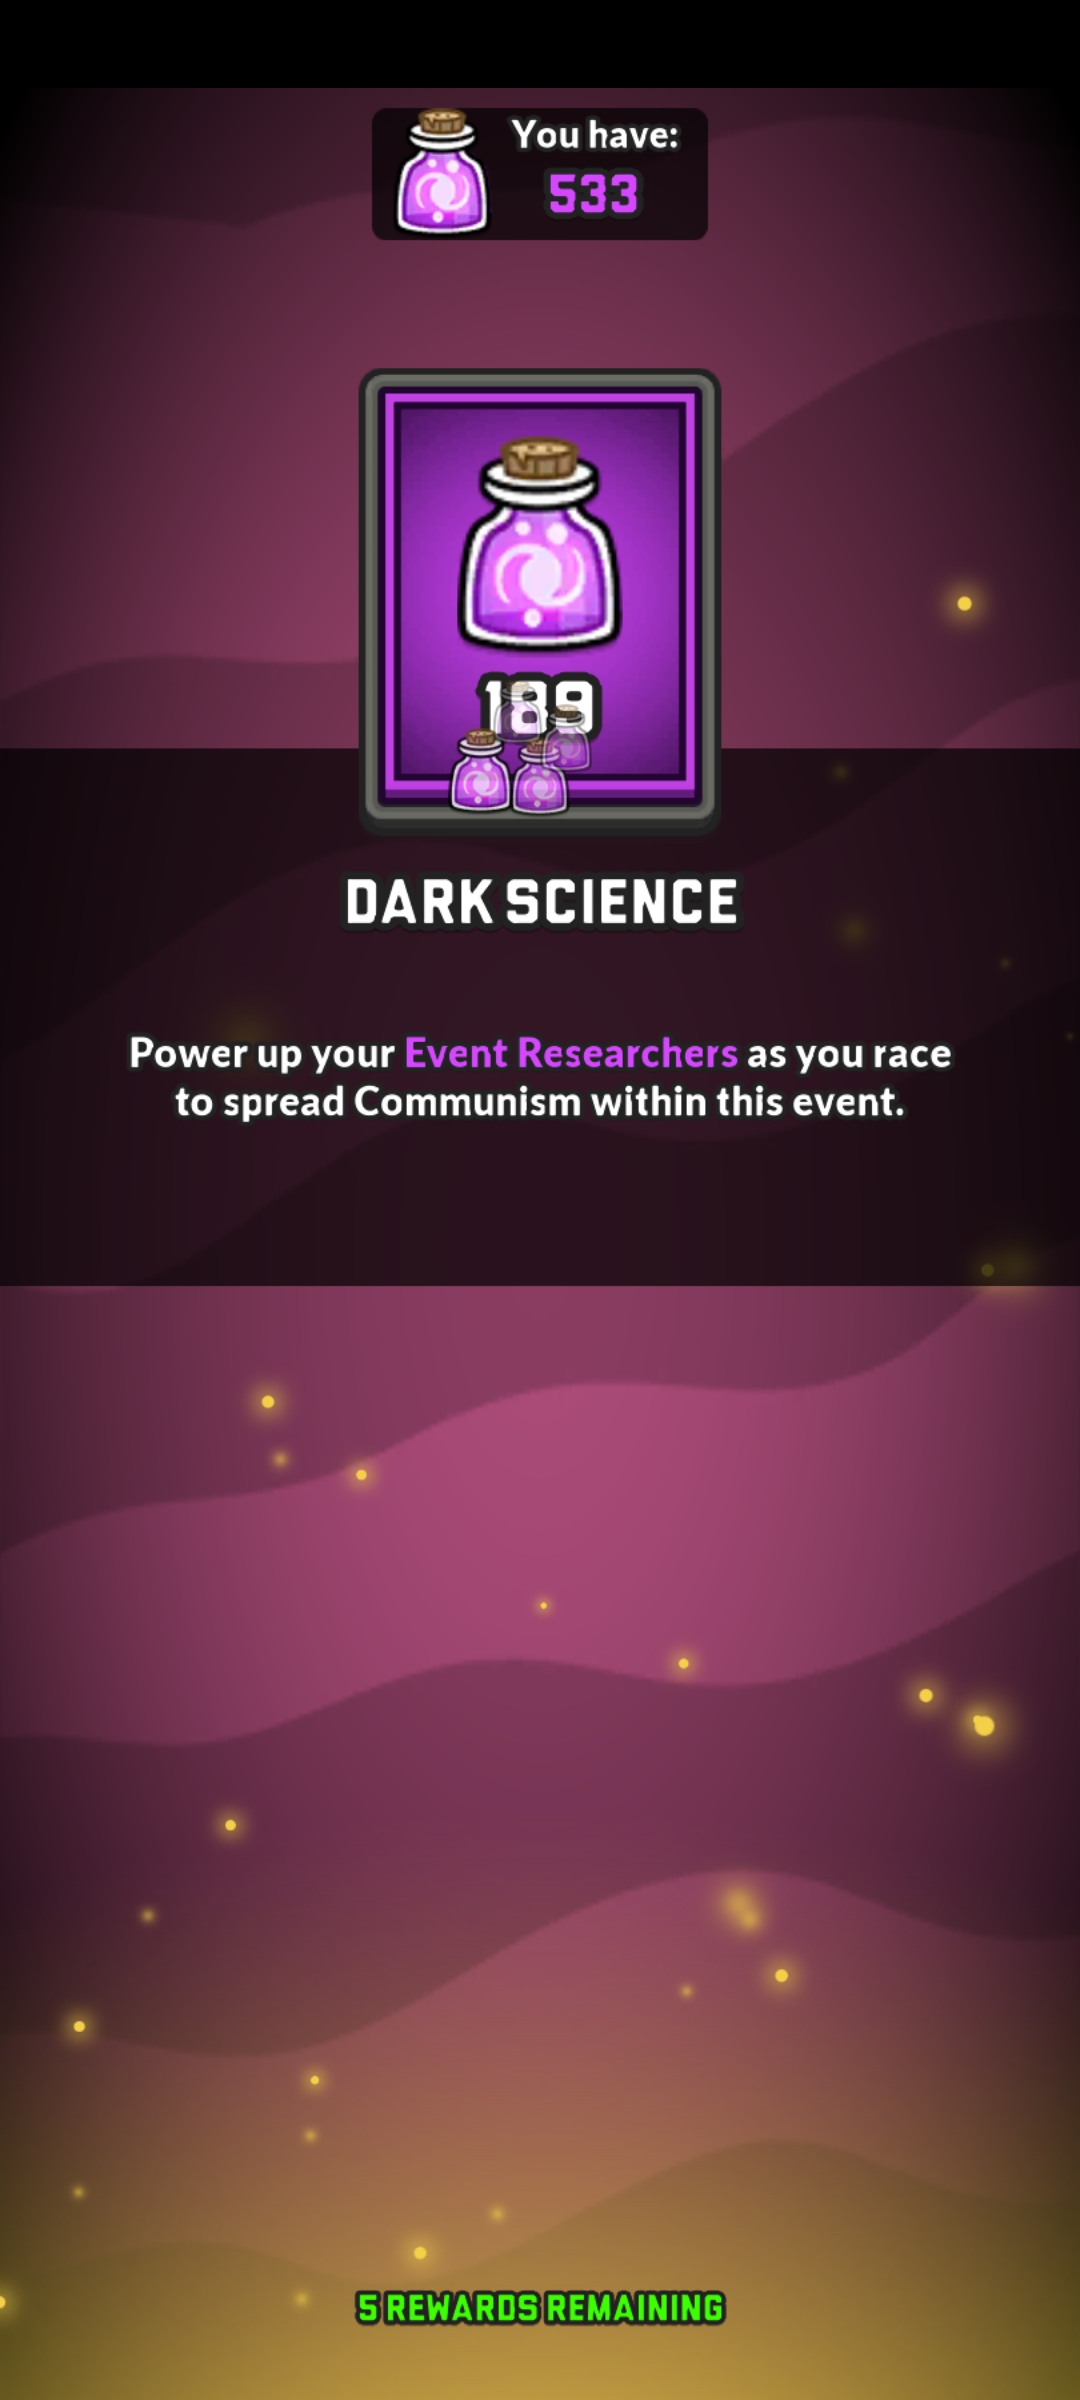 You have:
533
DARK SCIENCE
Power up your Event Researchers as you race
to spread Communism within this event.
5 REWARDS REMAINING